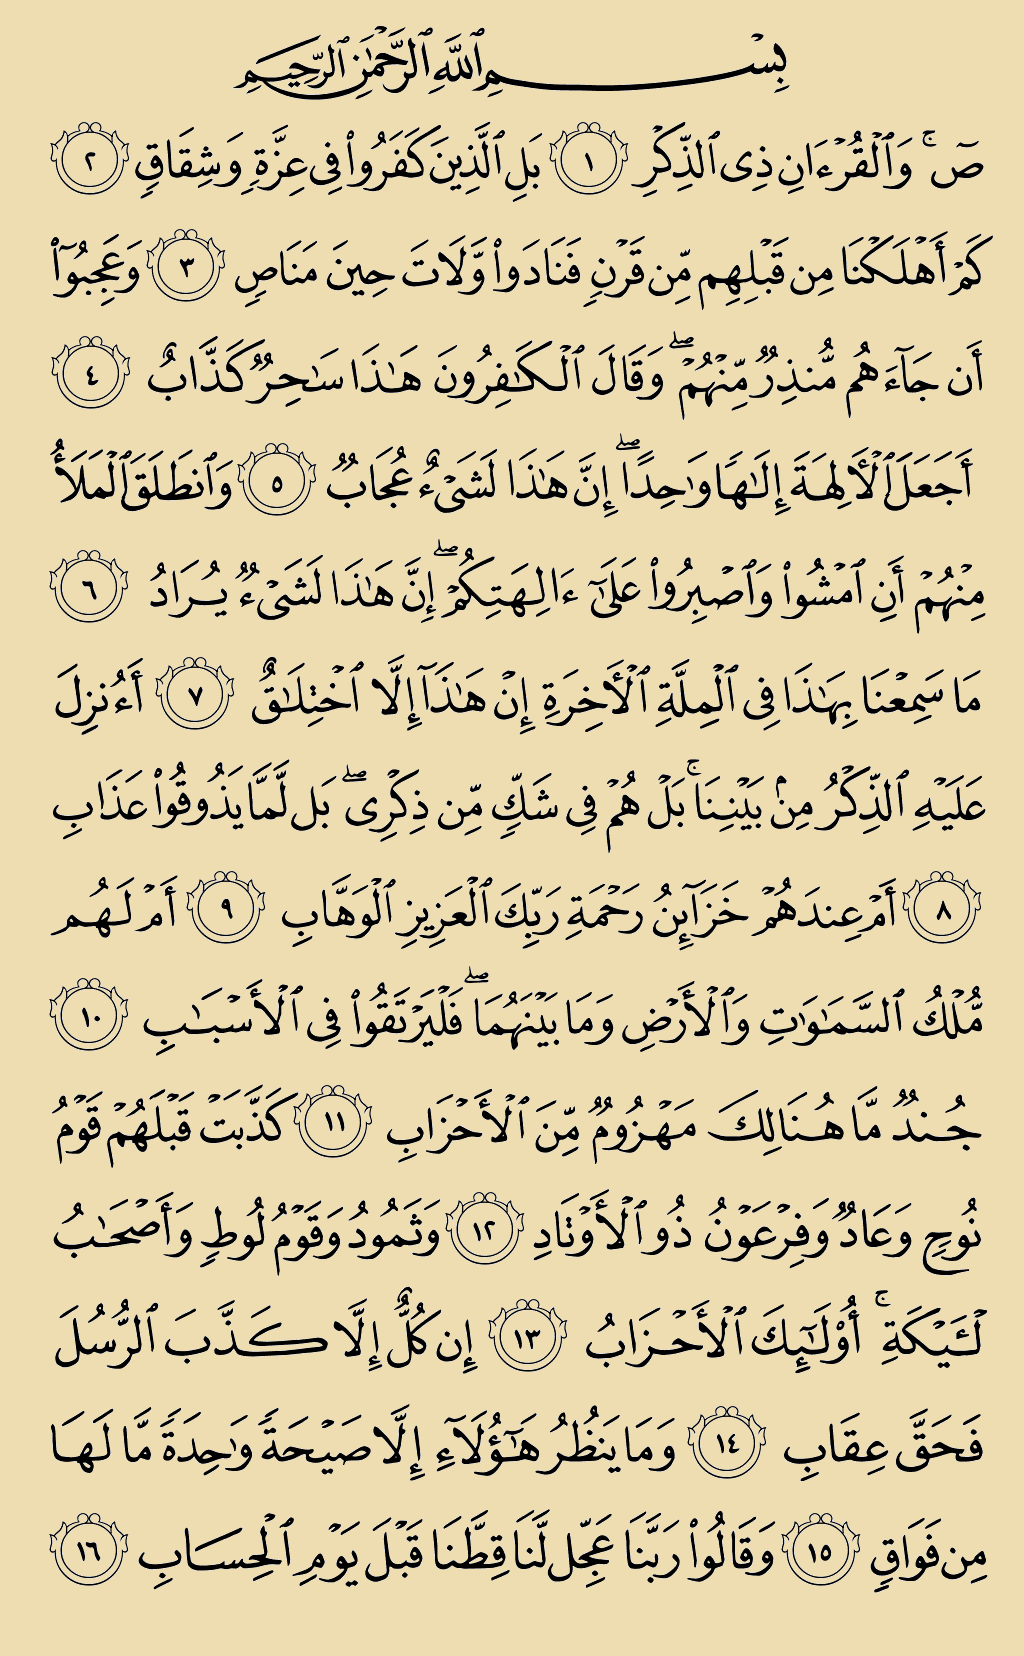 بِسْمِ ٱللَّهِ ٱلرَّحْمَٰنِ ٱلرَّحِيمِ
صٓ ۚ وَٱلْقُرْءَانِ ذِى ٱلذِّكْرِ ١ بَلِ ٱلَّذِينَ كَفَرُوا۟ فِى عِزَّةٍۢ وَشِقَاقٍۢ ٢
كَمْ أَهْلَكْنَا مِن قَبْلِهِم مِّن قَرْنٍۢ فَنَادَوا۟ وَّلَاتَ حِينَ مَنَاصٍۢ ٣ وَعَجِبُوٓا۟
أَن جَآءَهُم مُّنذِرٌۭ مِّنْهُمْ ۖ وَقَالَ ٱلْكَٰفِرُونَ هَٰذَا سَٰحِرٌۭ كَذَّابٌ ٤
أَجَعَلَ ٱلْـَٔالِهَةَ إِلَٰهًۭا وَٰحِدًا ۖ إِنَّ هَٰذَا لَشَىْءٌ عُجَابٌۭ ٥ وَٱنطَلَقَ ٱلْمَلَأُ
مِنْهُمْ أَنِ ٱمْشُوا۟ وَٱصْبِرُوا۟ عَلَىٰٓ ءَالِهَتِكُمْ ۖ إِنَّ هَٰذَا لَشَىْءٌۭ يُرَادُ ٦
مَا سَمِعْنَا بِهَٰذَا فِى ٱلْمِلَّةِ ٱلْـَٔاخِرَةِ إِنْ هَٰذَآ إِلَّا ٱخْتِلَٰقٌ ٧ أَءُنزِلَ
عَلَيْهِ ٱلذِّكْرُ مِنۢ بَيْنِنَا ۚ بَلْ هُمْ فِى شَكٍّۢ مِّن ذِكْرِى ۖ بَل لَّمَّا يَذُوقُوا۟ عَذَابِ
٨ أَمْ عِندَهُمْ خَزَآئِنُ رَحْمَةِ رَبِّكَ ٱلْعَزِيزِ ٱلْوَهَّابِ ٩ أَمْ لَهُم
مُّلْكُ ٱلسَّمَٰوَٰتِ وَٱلْأَرْضِ وَمَا بَيْنَهُمَا ۖ فَلْيَرْتَقُوا۟ فِى ٱلْأَسْبَٰبِ ١٠
جُندٌۭ مَّا هُنَالِكَ مَهْزُومٌۭ مِّنَ ٱلْأَحْزَابِ ١١ كَذَّبَتْ قَبْلَهُمْ قَوْمُ
نُوحٍۢ وَعَادٌۭ وَفِرْعَوْنُ ذُو ٱلْأَوْتَادِ ١٢ وَثَمُودُ وَقَوْمُ لُوطٍۢ وَأَصْحَٰبُ
لْـَٔيْكَةِ ۚ أُو۟لَٰٓئِكَ ٱلْأَحْزَابُ ١٣ إِن كُلٌّ إِلَّا كَذَّبَ ٱلرُّسُلَ
فَحَقَّ عِقَابِ ١٤ وَمَا يَنظُرُ هَٰٓؤُلَآءِ إِلَّا صَيْحَةًۭ وَٰحِدَةًۭ مَّا لَهَا
مِن فَوَاقٍۢ ١٥ وَقَالُوا۟ رَبَّنَا عَجِّل لَّنَا قِطَّنَا قَبْلَ يَوْمِ ٱلْحِسَابِ ١٦